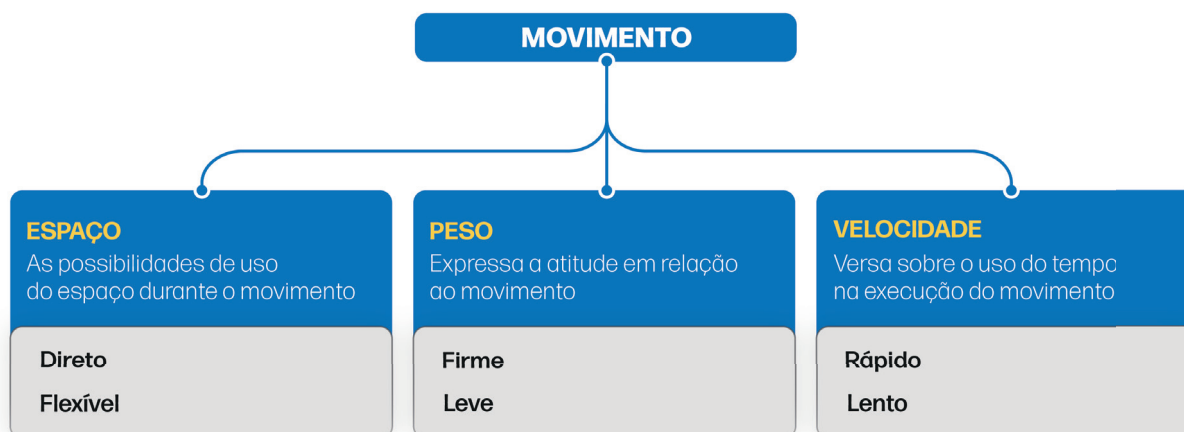 MOVIMENTO
ESPAÇO
As possibilidades de uso
do espaço durante o movimento
Direto
Flexível
PESO
Expressa a atitude em relação
ao movimento
Firme
Leve
VELOCIDADE
Versa sobre o uso do tempo
na execução do movimento
Rápido
Lento